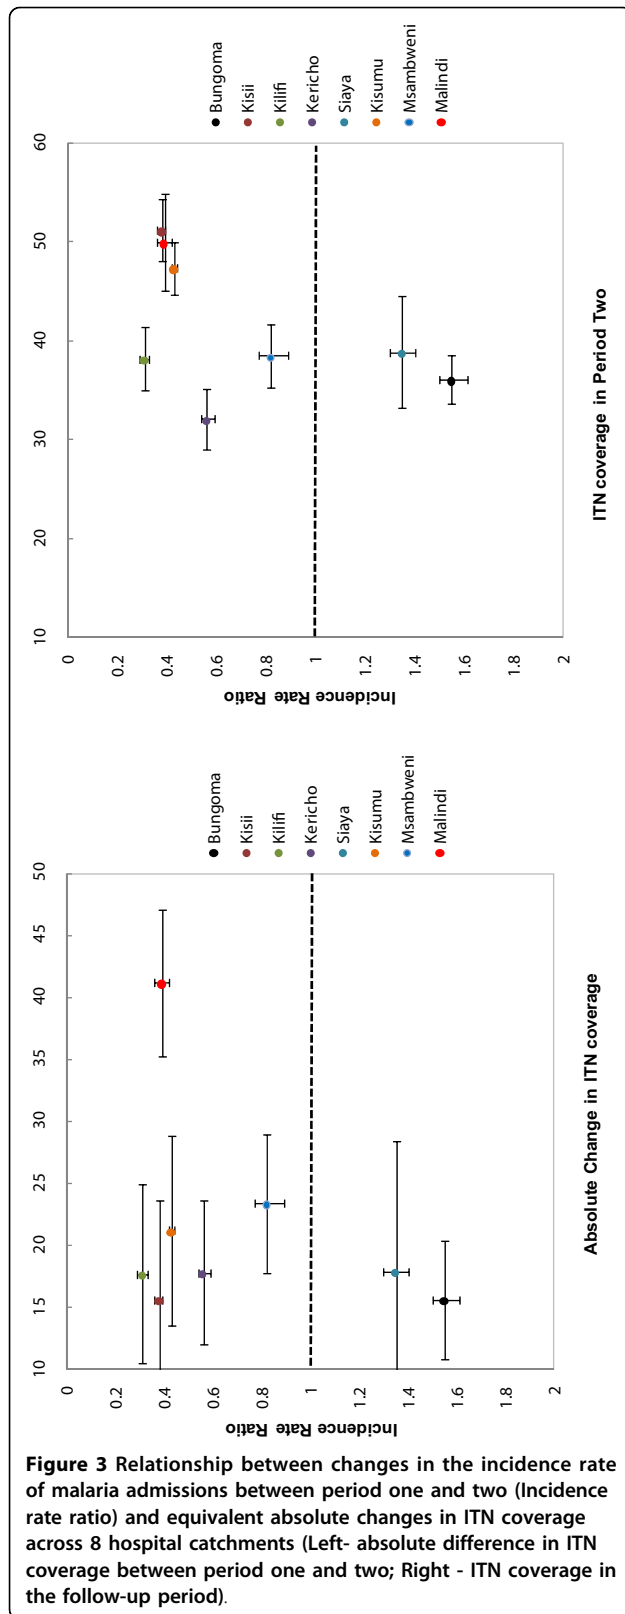 10 15 20 25 30 35 40 45 50
0
0.2
0.4
0.6
0.8
1
1.2
1.4
1.6
2
Incidence Rate Ratio
Absolute Change in ITN coverage
Bungoma
Kisii
Kilifi
Kericho
Siaya
Kisumu
Msambweni
Malindi
10 20 30 40 50 60
0
0.2
0.4
0.6
0.8
1
1.2
1.4
1.6
2
Incidence Rate Ratio
ITN coverage in Period Two
Bungoma
Kisii
Kilifi
Kericho
Siaya
Kisumu
Msambweni
Malindi
Figure 3 Relationship between changes in the incidence rate
of malaria admissions between period one and two (Incidence
rate ratio) and equivalent absolute changes in ITN coverage
across 8 hospital catchments (Left- absolute difference in ITN
coverage between period one and two; Right - ITN coverage in
the follow-up period).